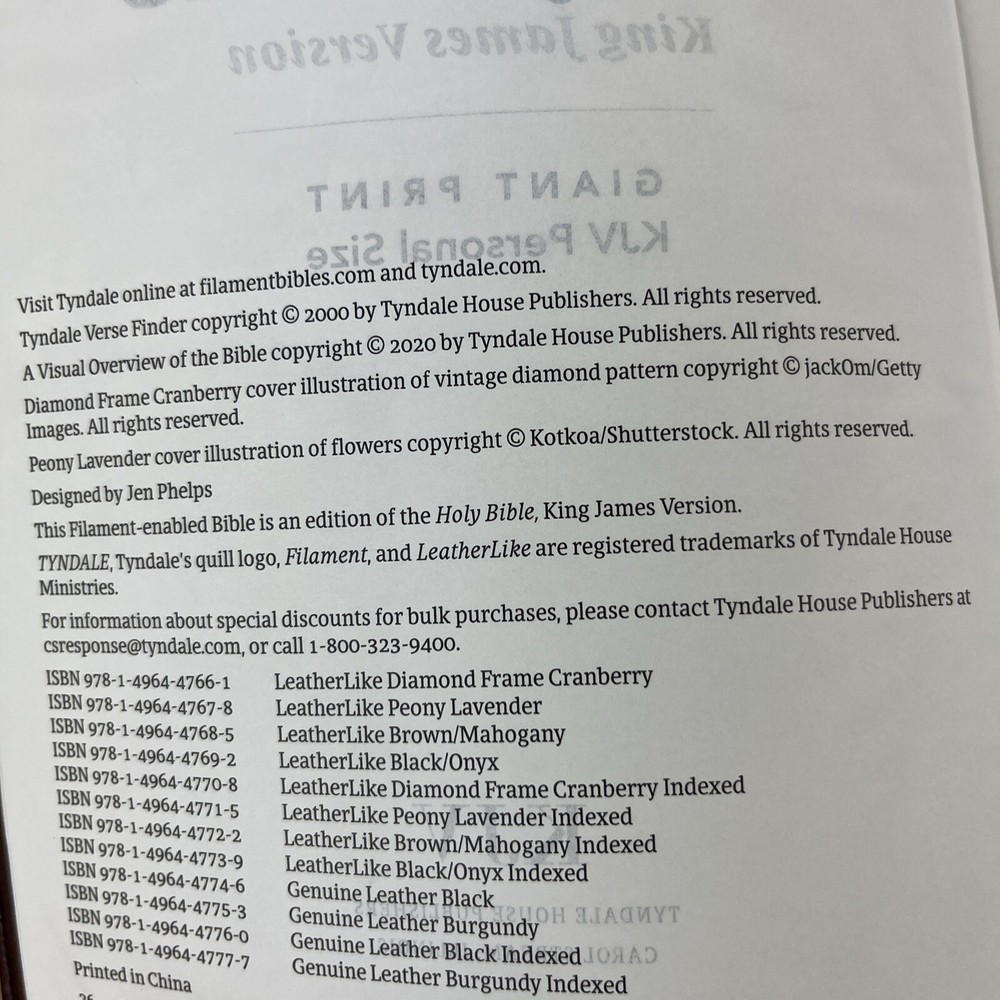 King James Version
GIANT PRINT
KJV Personal Size
Visit Tyndale online at filamentbibles.com and tyndale.com.
Tyndale Verse Finder copyright © 2000 by Tyndale House Publishers. All rights reserved.
A Visual Overview of the Bible copyright © 2020 by Tyndale House Publishers. All rights reserved.
Diamond Frame Cranberry cover illustration of vintage diamond pattern copyright © jackOm/Getty
Images. All rights reserved.
Peony Lavender cover illustration of flowers copyright © Kotkoa/Shutterstock. All rights reserved.
Designed by Jen Phelps
This Filament-enabled Bible is an edition of the Holy Bible, King James Version.
TYNDALE, Tyndale's quill logo, Filament, and LeatherLike are registered trademarks of Tyndale House
Ministries.
For information about special discounts for bulk purchases, please contact Tyndale House Publishers at
csresponse@tyndale.com, or call 1-800-323-9400.
ISBN 978-1-4964-4766-1 LeatherLike Diamond Frame Cranberry
ISBN 978-1-4964-4767-8 LeatherLike Peony Lavender
ISBN 978-1-4964-4768-5 LeatherLike Brown/Mahogany
ISBN 978-1-4964-4769-2 LeatherLike Black/Onyx
ISBN 978-1-4964-4770-8 LeatherLike Diamond Frame Cranberry Indexed
ISBN 978-1-4964-4771-5 LeatherLike Peony Lavender Indexed
ISBN 978-1-4964-4772-2 LeatherLike Brown/Mahogany Indexed
ISBN 978-1-4964-4773-9 LeatherLike Black/Onyx Indexed
ISBN 978-1-4964-4774-6 Genuine Leather Black
ISBN 978-1-4964-4775-3 Genuine Leather Burgundy
ISBN 978-1-4964-4776-0 Genuine Leather Black Indexed
ISBN 978-1-4964-4777-7 Genuine Leather Burgundy Indexed
Printed in China
KJV
TYNDALE HOUSE PUBLISHERS